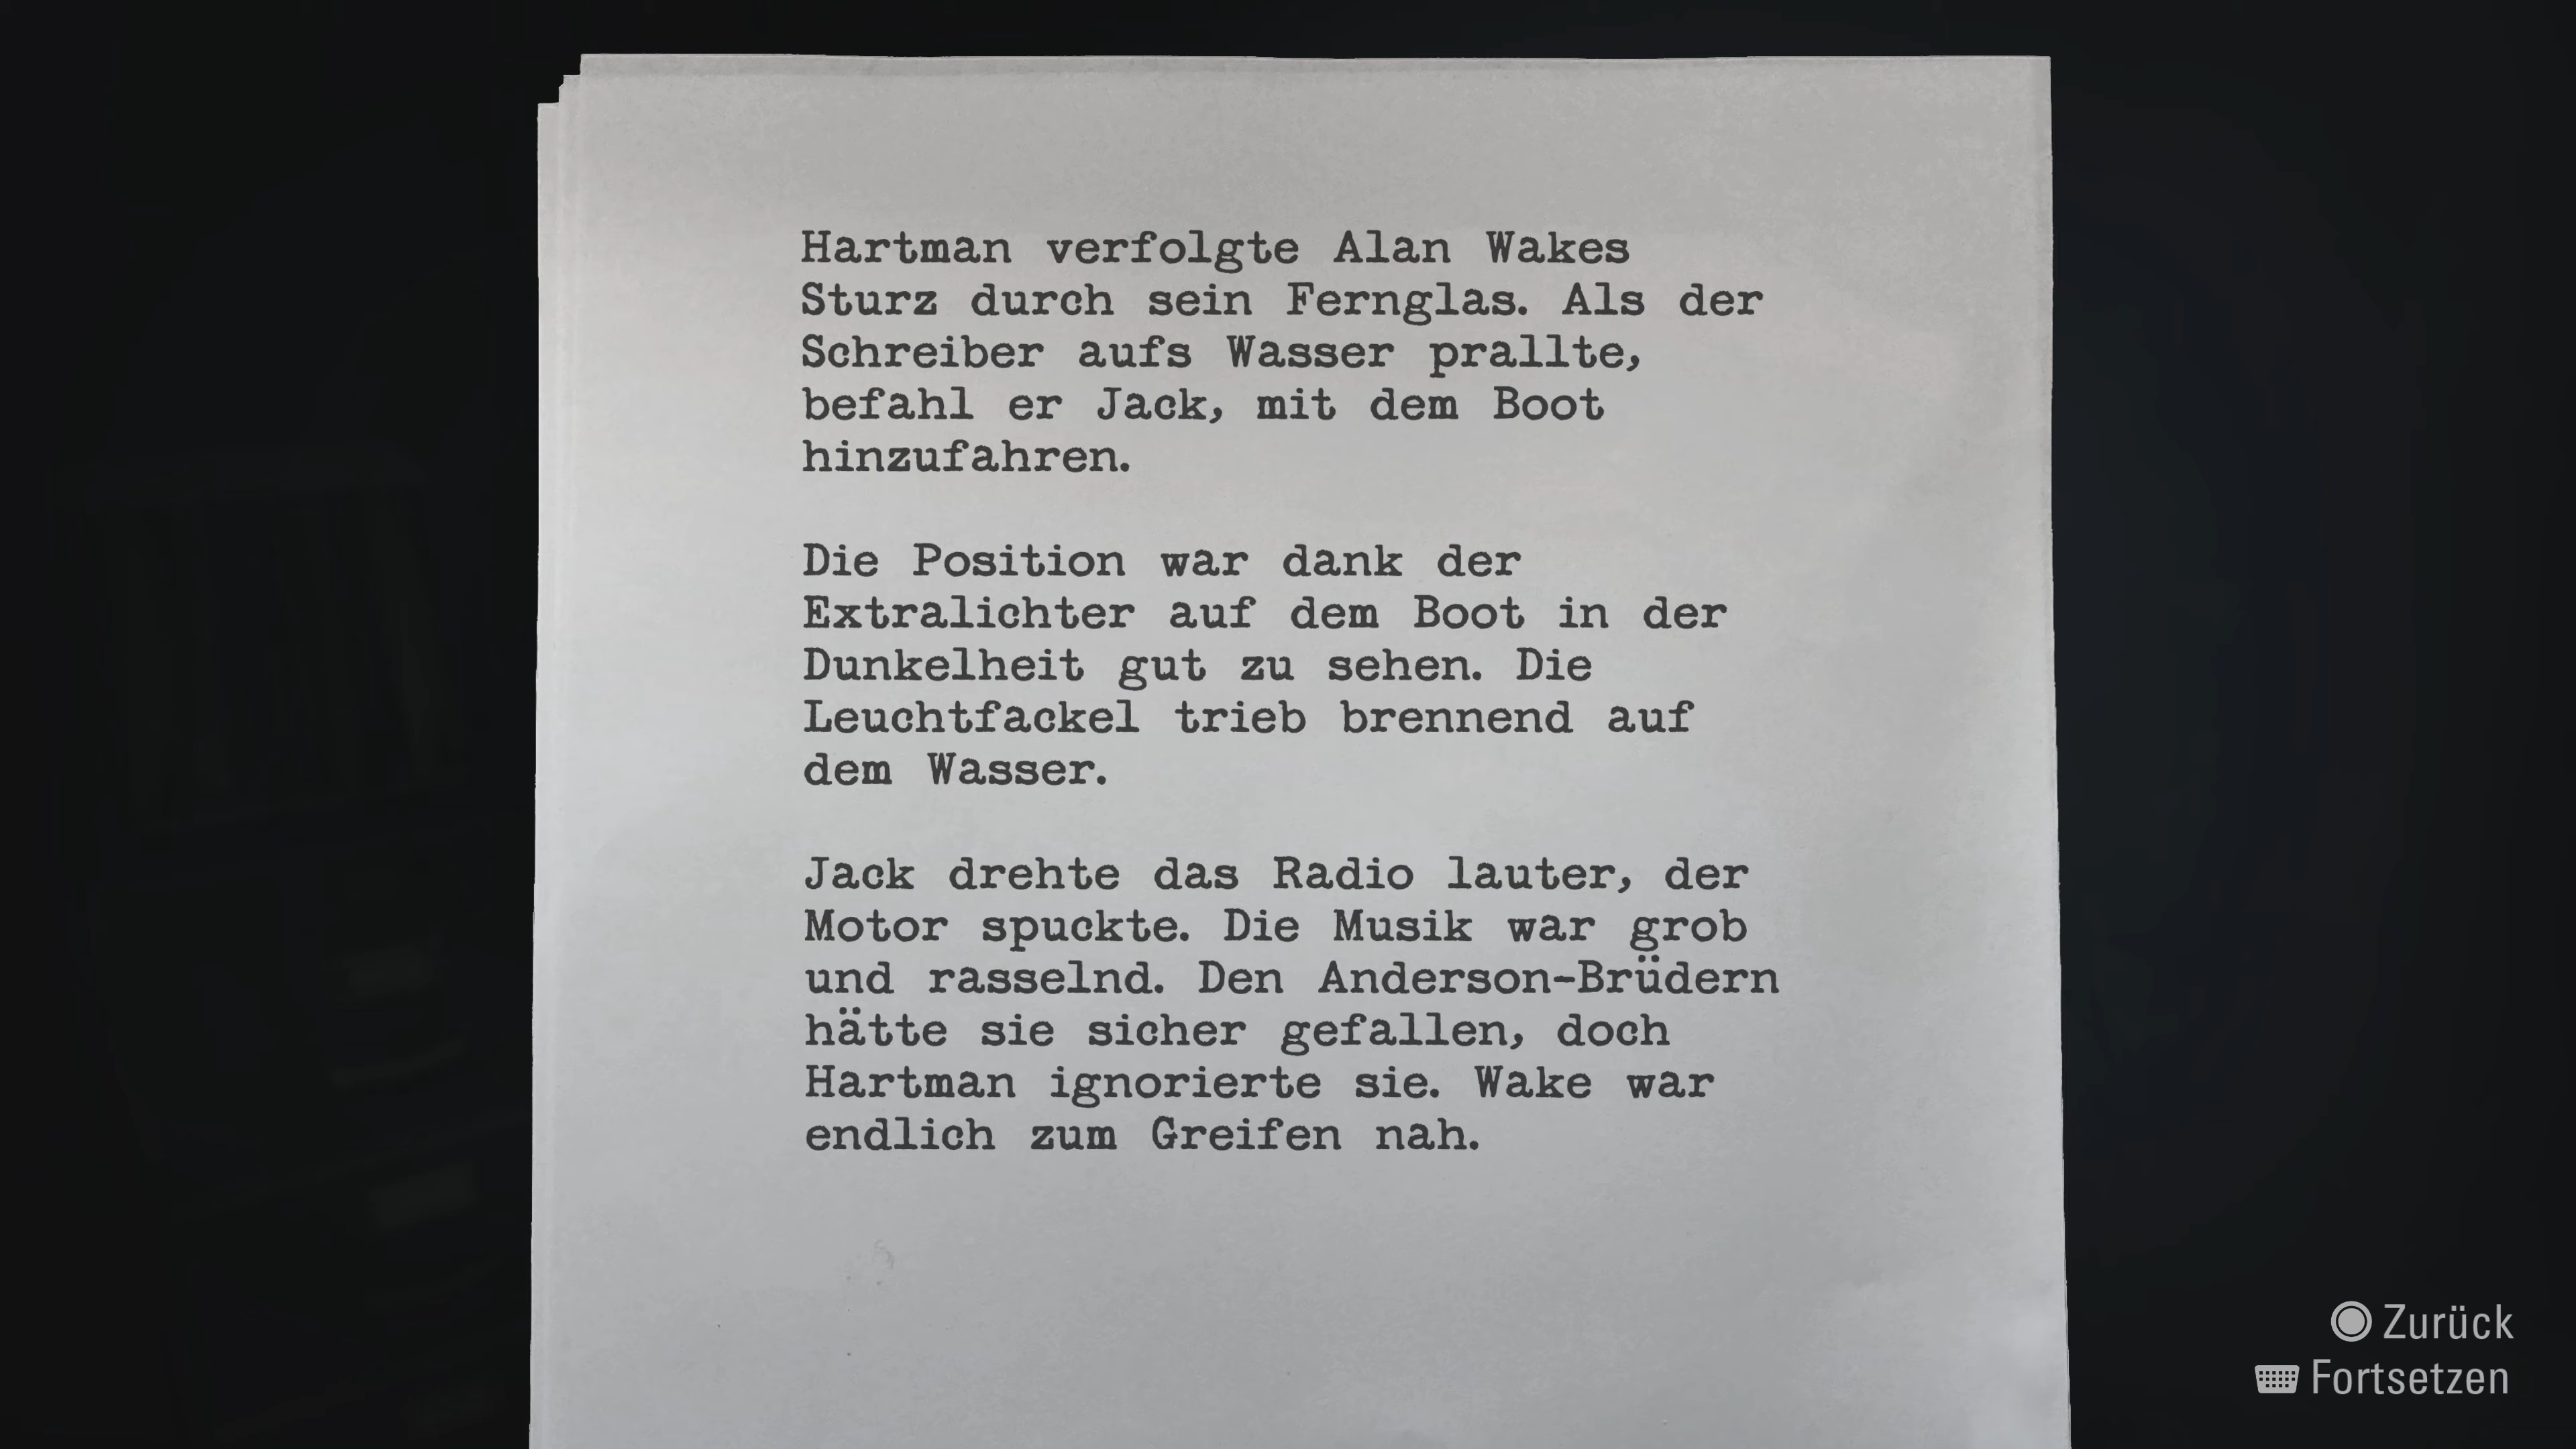 Hartman verfolgte Alan Wakes
Sturz durch sein Fernglas. Als der
Schreiber aufs Wasser prallte,
befahl er Jack, mit dem Boot
hinzufahren.
Die Position war dank der
Extralichter auf dem Boot in der
Dunkelheit gut zu sehen. Die
Leuchtfackel trieb brennend auf
dem Wasser.
Jack drehte das Radio lauter, der
Motor spuckte. Die Musik war grob
und rasselnd. Den Anderson-Brüdern
hätte sie sicher gefallen, doch
Hartman ignorierte sie. Wake war
endlich zum Greifen nah.
Zurück
Fortsetzen